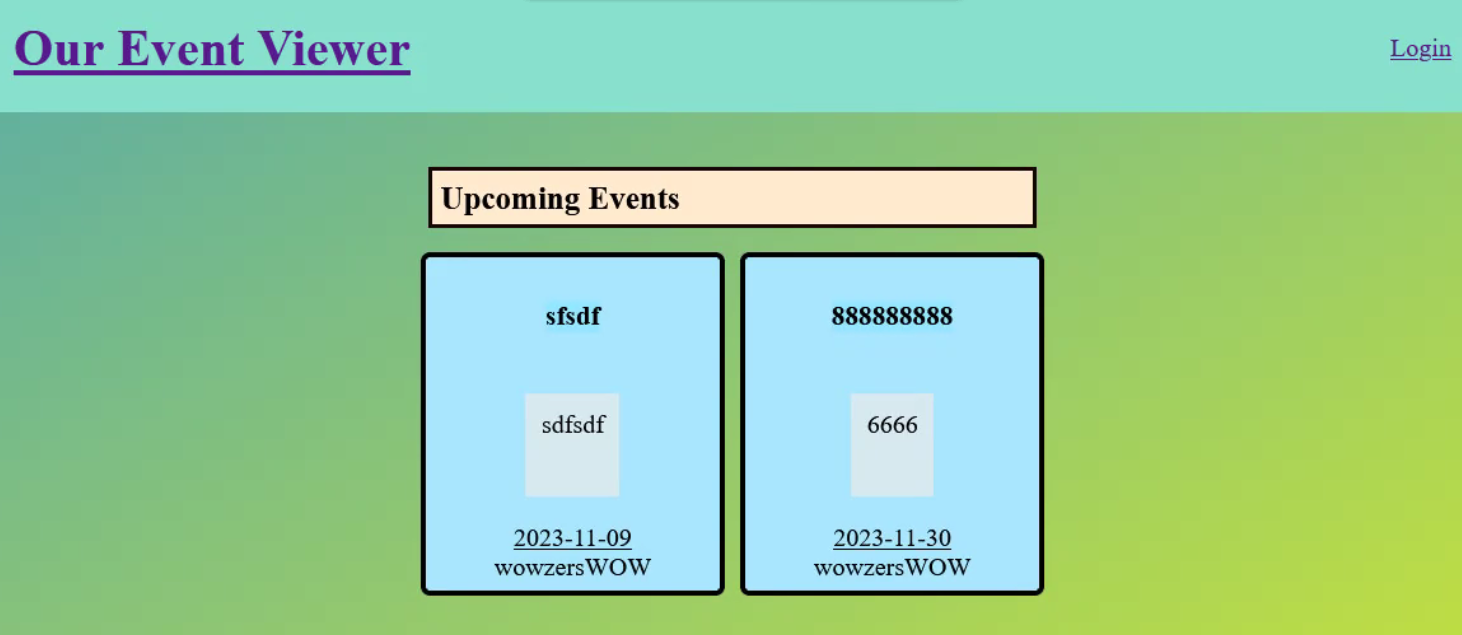 Our Event Viewer
Login
Upcoming Events
sfsdf
sdfsdf
2023-11-09
wowzersWOW
888888888
6666
2023-11-30
wowzersWOW